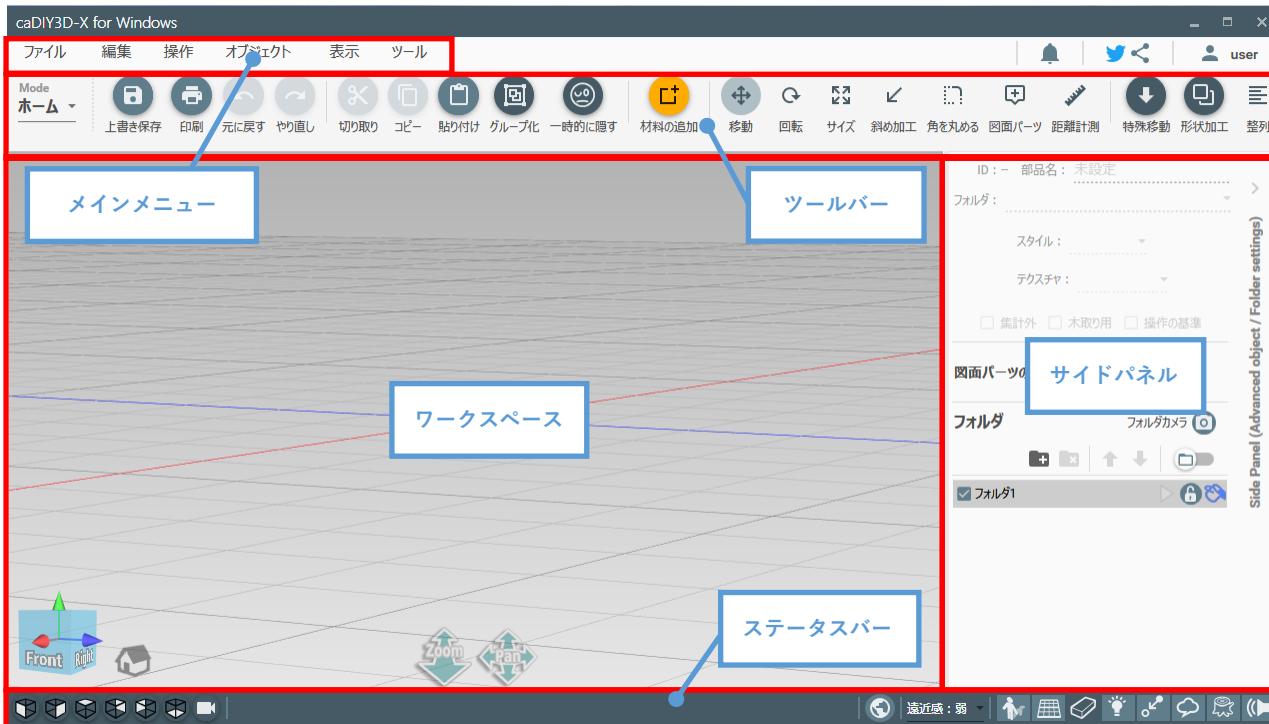 caDIY3D-X for Windows
ファイル 編集 操作 オブジェクト 表示 ツール
user
Mode
ホーム
上書き保存 印刷 元に戻す やり直し 切り取り コピー 貼り付け グループ化 一時的に隠す 材料の追加 移動 回転 サイズ 斜め加工 角を丸める 図面パーツ 距離計測 特殊移動 形状加工 整列
メインメニュー
ツールバー
ID : − 部品名 : 未設定
フォルダ :
スタイル :
テクスチャ :
集計外 木取り用 操作の基準
図面パーツの
サイドパネル
フォルダ フォルダカメラ
フォルダ1
Side Panel (Advanced object / Folder settings)
ワークスペース
ステータスバー
Front Right
Zoom Pan
遠近感 : 弱